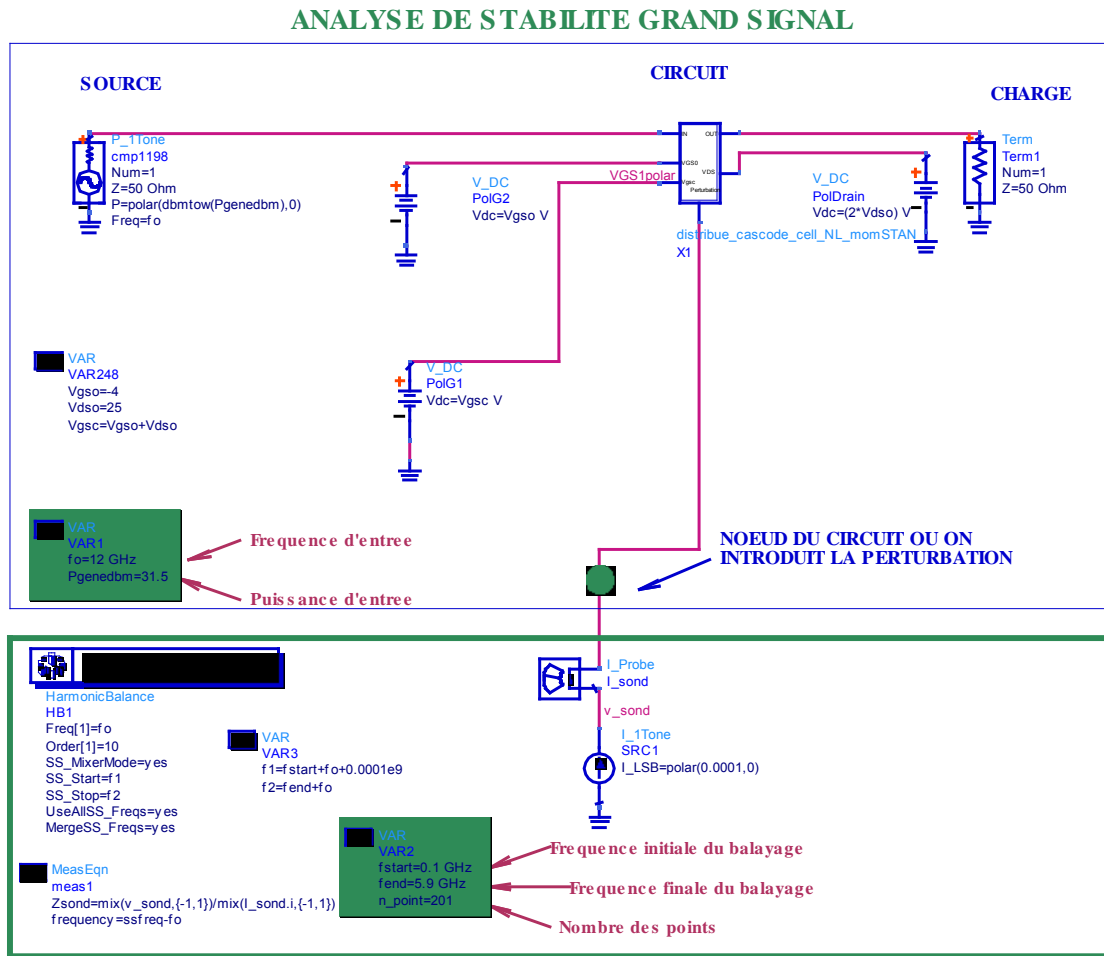 ANALYSE DE STABILITE GRAND SIGNAL
SOURCE
CIRCUIT
CHARGE
P_1Tone
cmp1198
Num=1
Z=50 Ohm
P=polar(dbmtow(Pgenedbm),0)
Freq=fo
V_DC
PolG2
Vdc=Vgso V
VGS1polar
IN
OUT
VGS0
VDS
Vgsc
Perturbation
distribue_cascode_cell_NL_momSTAN
X1
V_DC
PolDrain
Vdc=(2*Vdso) V
Term
Term1
Num=1
Z=50 Ohm
VAR
VAR248
Vgso=-4
Vdso=25
Vgsc=Vgso+Vdso
V_DC
PolG1
Vdc=Vgsc V
VAR
VAR1
fo=12 GHz
Pgenedbm=31.5
Frequence d'entree
Puissance d'entree
NOEUD DU CIRCUIT OU ON
INTRODUIT LA PERTURBATION
HarmonicBalance
HB1
Freq[1]=fo
Order[1]=10
SS_MixerMode=yes
SS_Start=f1
SS_Stop=f2
UseAllSS_Freqs=yes
MergeSS_Freqs=yes
VAR
VAR3
f1=fstart+fo+0.0001e9
f2=fend+fo
I_Probe
I_sond
v_sond
I_1Tone
SRC1
I_LSB=polar(0.0001,0)
MeasEqn
meas1
Zsond=mix(v_sond,{-1,1})/mix(I_sond.i,{-1,1})
frequency=ssfreq-fo
VAR
VAR2
fstart=0.1 GHz
fend=5.9 GHz
n_point=201
Frequence initiale du balayage
Frequence finale du balayage
Nombre des points